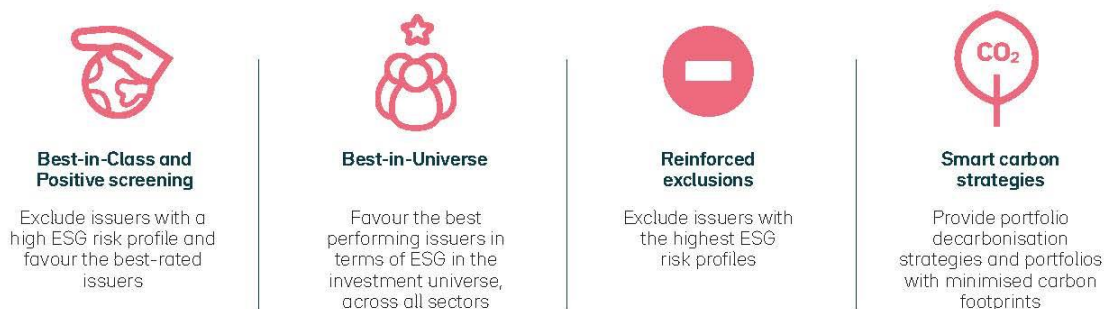 Best-in-Class and
Positive screening
Exclude issuers with a
high ESG risk profile and
favour the best-rated
issuers
Best-in-Universe
Favour the best
performing issuers in
terms of ESG in the
investment universe,
across all sectors
Reinforced
exclusions
Exclude issuers with
the highest ESG
risk profiles
CO₂
Smart carbon
strategies
Provide portfolio
decarbonisation
strategies and portfolios
with minimised carbon
footprints